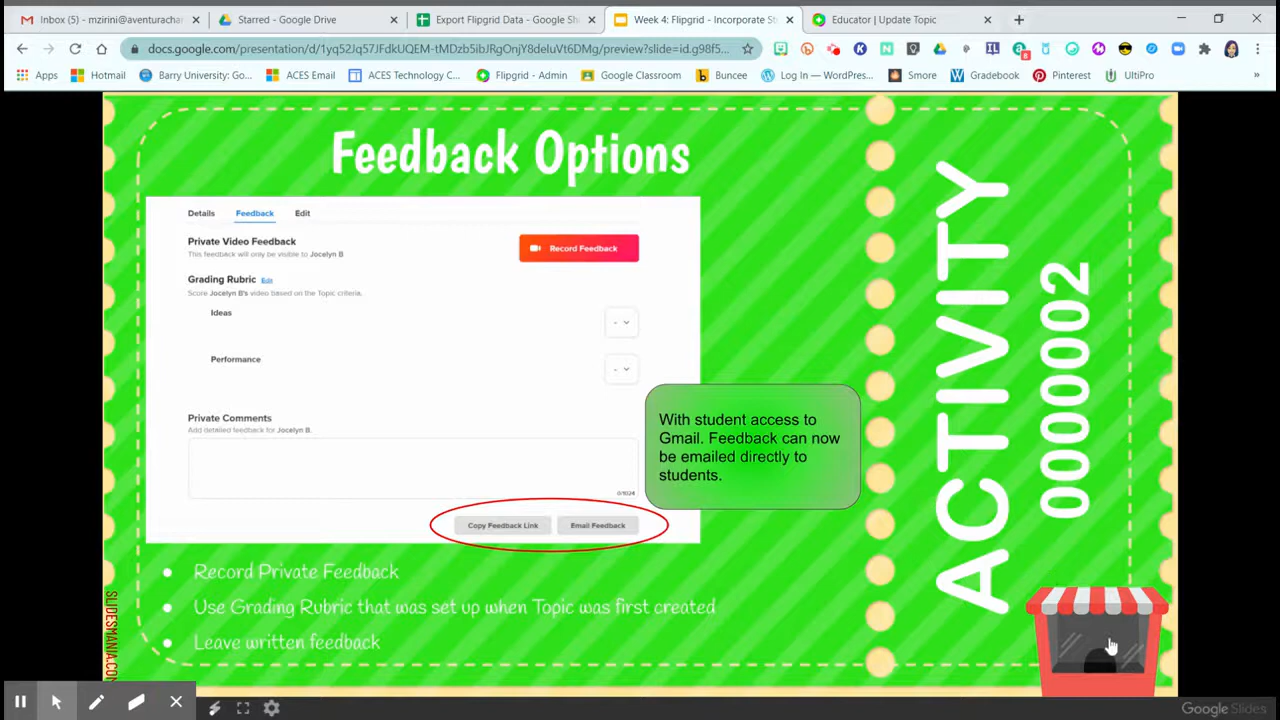 Inbox (5) - mzirini@aventurachar
Starred - Google Drive
Export Flipgrid Data - Google Sh
Week 4: Flipgrid - Incorporate St
Educator | Update Topic
docs.google.com/presentation/d/1yq52Jq57JFdkUQEM-tMDzb5ibJRgOnjY8deluVt6DMg/preview?slide=id.g98f5...
Apps
Hotmail
Barry University: Go...
ACES Email
ACES Technology C...
Flipgrid - Admin
Google Classroom
Buncee
Log In — WordPres...
Smore
Gradebook
Pinterest
UltiPro
»
Feedback Options
Details Feedback Edit
Private Video Feedback
This feedback will only be visible to Jocelyn B
Record Feedback
Grading Rubric Edit
Score Jocelyn B's video based on the Topic criteria.
Ideas
-
Performance
-
Private Comments
Add detailed feedback for Jocelyn B.
0/1024
Copy Feedback Link Email Feedback
With student access to
Gmail. Feedback can now
be emailed directly to
students.
• Record Private Feedback
• Use Grading Rubric that was set up when Topic was first created
• Leave written feedback
ACTIVITY
0000002
SLIDESMANIA.COM
Google Slides